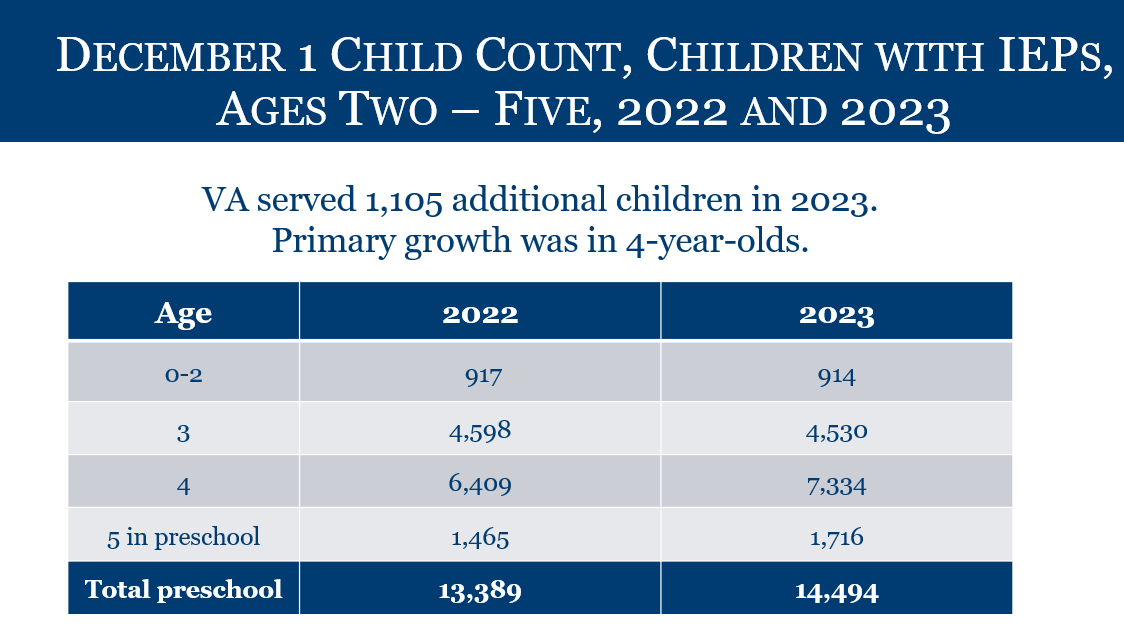 DECEMBER 1 CHILD COUNT, CHILDREN WITH IEPS,
AGES TWO – FIVE, 2022 AND 2023
VA served 1,105 additional children in 2023.
Primary growth was in 4-year-olds.
Age 2022 2023
0-2 917 914
3 4,598 4,530
4 6,409 7,334
5 in preschool 1,465 1,716
Total preschool 13,389 14,494